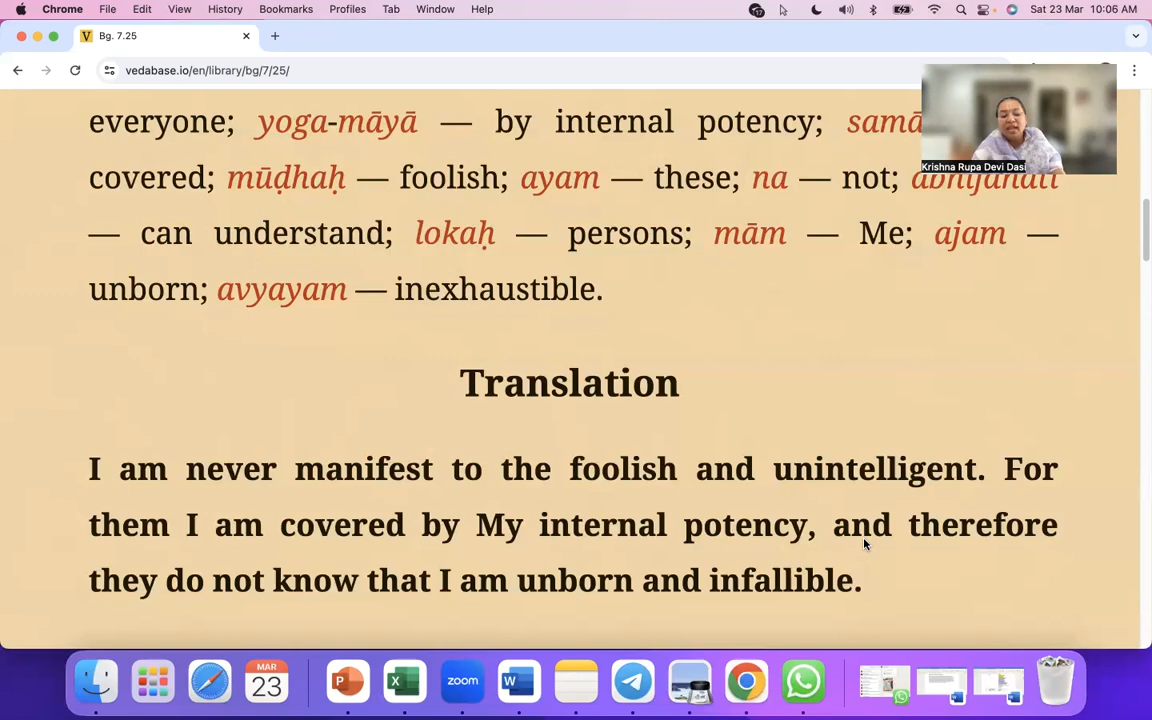 Chrome File Edit View History Bookmarks Profiles Tab Window Help 17 Sat 23 Mar 10:06 AM
Bg. 7.25
vedabase.io/en/library/bg/7/25/
everyone; yoga-māyā — by internal potency;
Krishna Rupa Devi Dasi
covered; mūḍhaḥ — foolish; ayam — these; na — not; abhijānāti
— can understand; lokaḥ — persons; mām — Me; ajam —
unborn; avyayam — inexhaustible.
Translation
I am never manifest to the foolish and unintelligent. For
them I am covered by My internal potency, and therefore
they do not know that I am unborn and infallible.
MAR
23
zoom